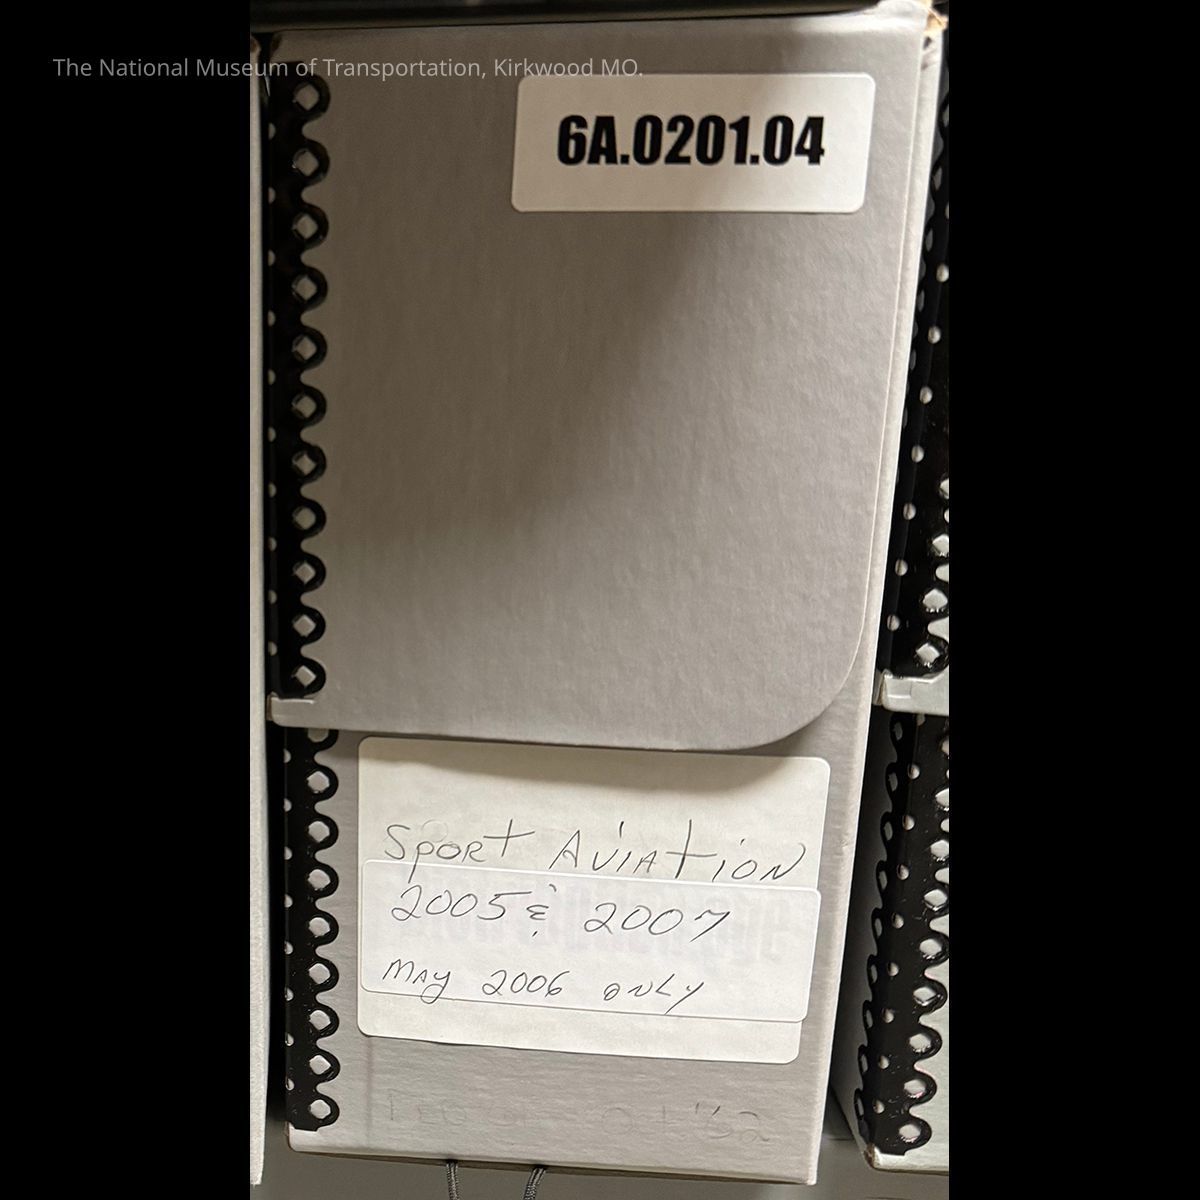 The National Museum of Transportation, Kirkwood MO.
6A.0201.04
Sport Aviation
2005 & 2007
May 2006 only